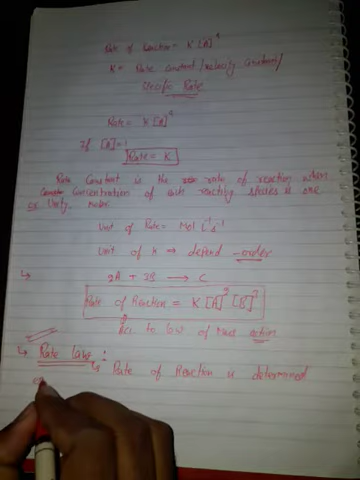 Rate of Reaction = K [A]^q
K = Rate Constant / velocity Constant /
Specific Rate
Rate = K [A]^q
If [A] = 1
Rate = K
Rate Constant is the rate of reaction when
Concentration of each reacting species is one
or Unity
Unit of Rate = Mol L^-1 s^-1
Unit of K ⇒ depend order
↳ 2A + 3B → C
Rate of Reaction = K [A] [B]
Acc to law of Mass action
↳ Rate Law :
↳ Rate of Reaction is determined